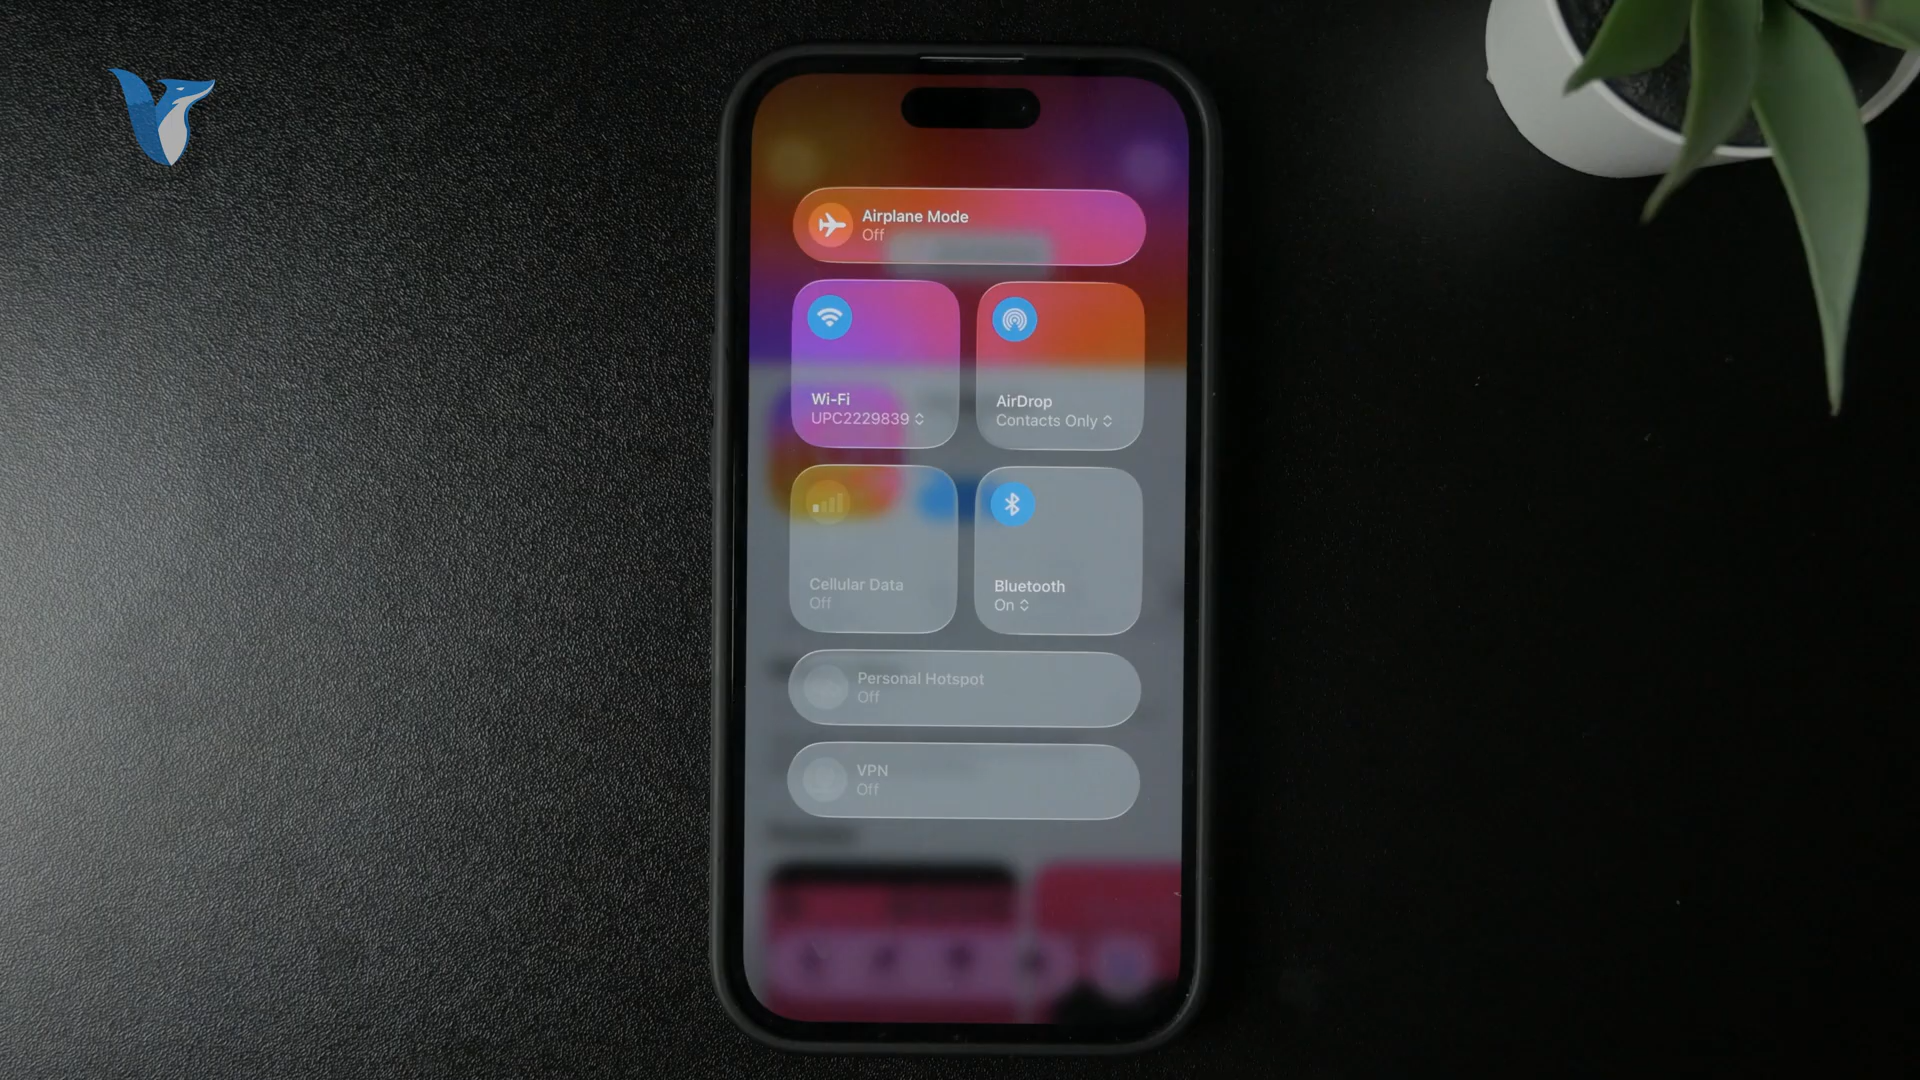 Airplane Mode
Off
Wi-Fi
UPC2229839
AirDrop
Contacts Only
Cellular Data
Off
Bluetooth
On
Personal Hotspot
Off
VPN
Off